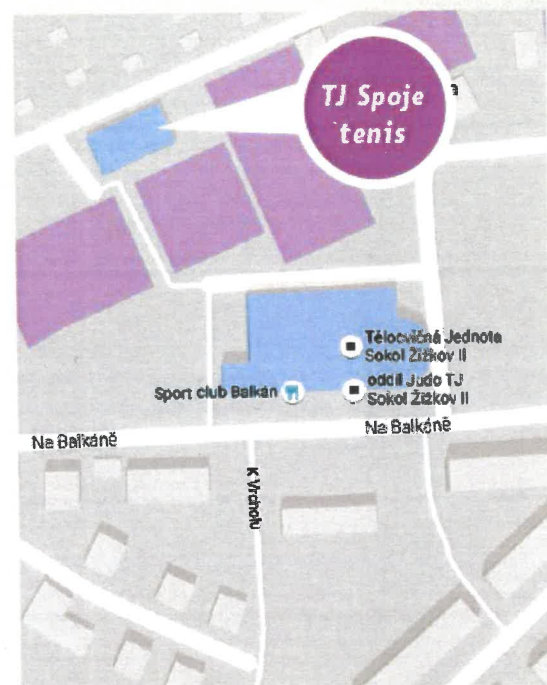 TJ Spoje
tenis
Tělocvičná Jednota
Sokol Žižkov II
Sport club Balkán
oddíl Judo TJ
Sokol Žižkov II
Na Balkáně
Na Balkáně
K Vrcholu